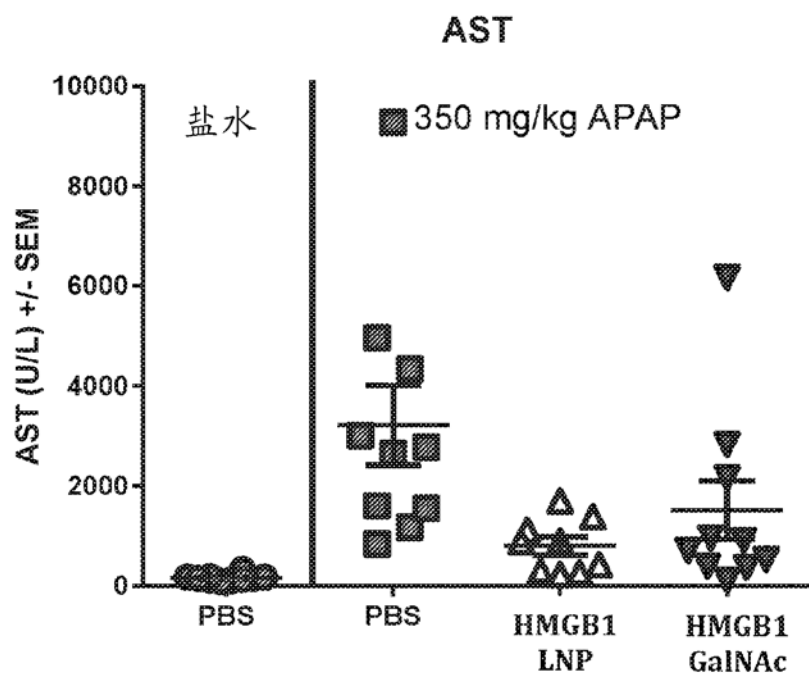 AST
10000
盐水
350 mg/kg APAP
8000
6000
4000
2000
0
AST (U/L) +/- SEM
PBS
PBS
HMGB1
LNP
HMGB1
GalNAc